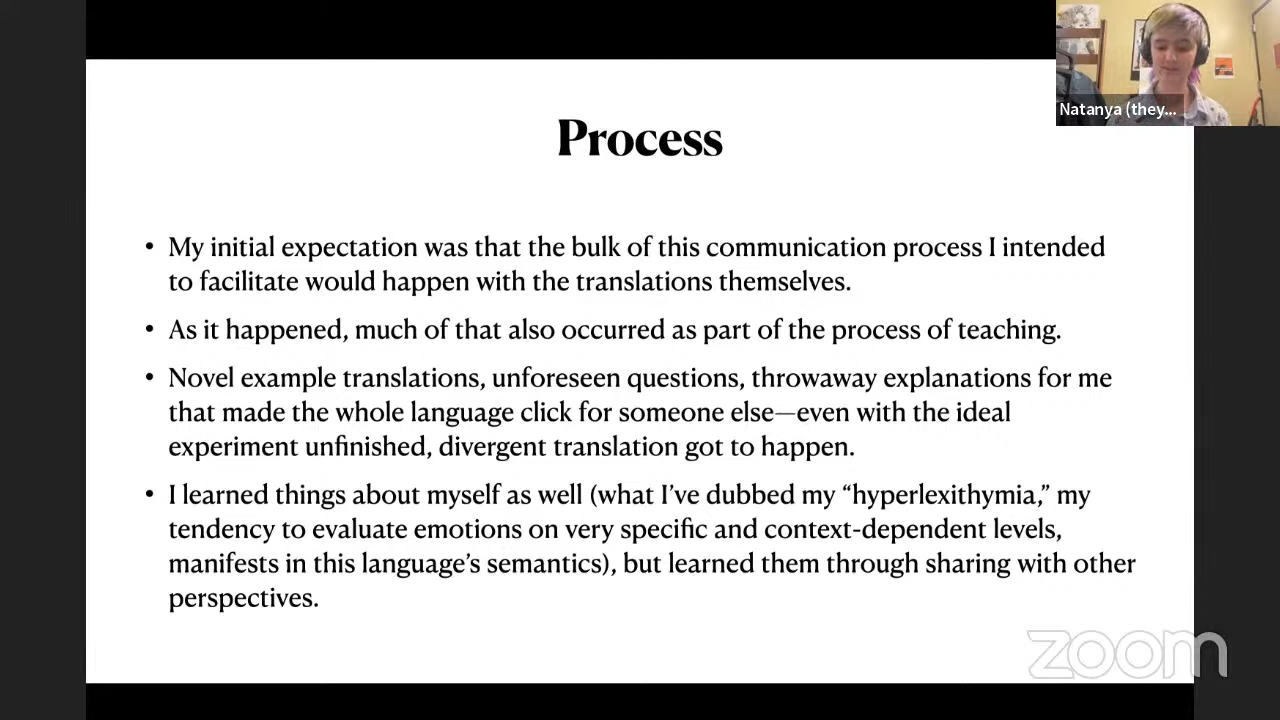 Process
Natanya (they...
• My initial expectation was that the bulk of this communication process I intended
to facilitate would happen with the translations themselves.
• As it happened, much of that also occurred as part of the process of teaching.
• Novel example translations, unforeseen questions, throwaway explanations for me
that made the whole language click for someone else—even with the ideal
experiment unfinished, divergent translation got to happen.
• I learned things about myself as well (what I’ve dubbed my “hyperlexithymia,” my
tendency to evaluate emotions on very specific and context-dependent levels,
manifests in this language’s semantics), but learned them through sharing with other
perspectives.
zoom